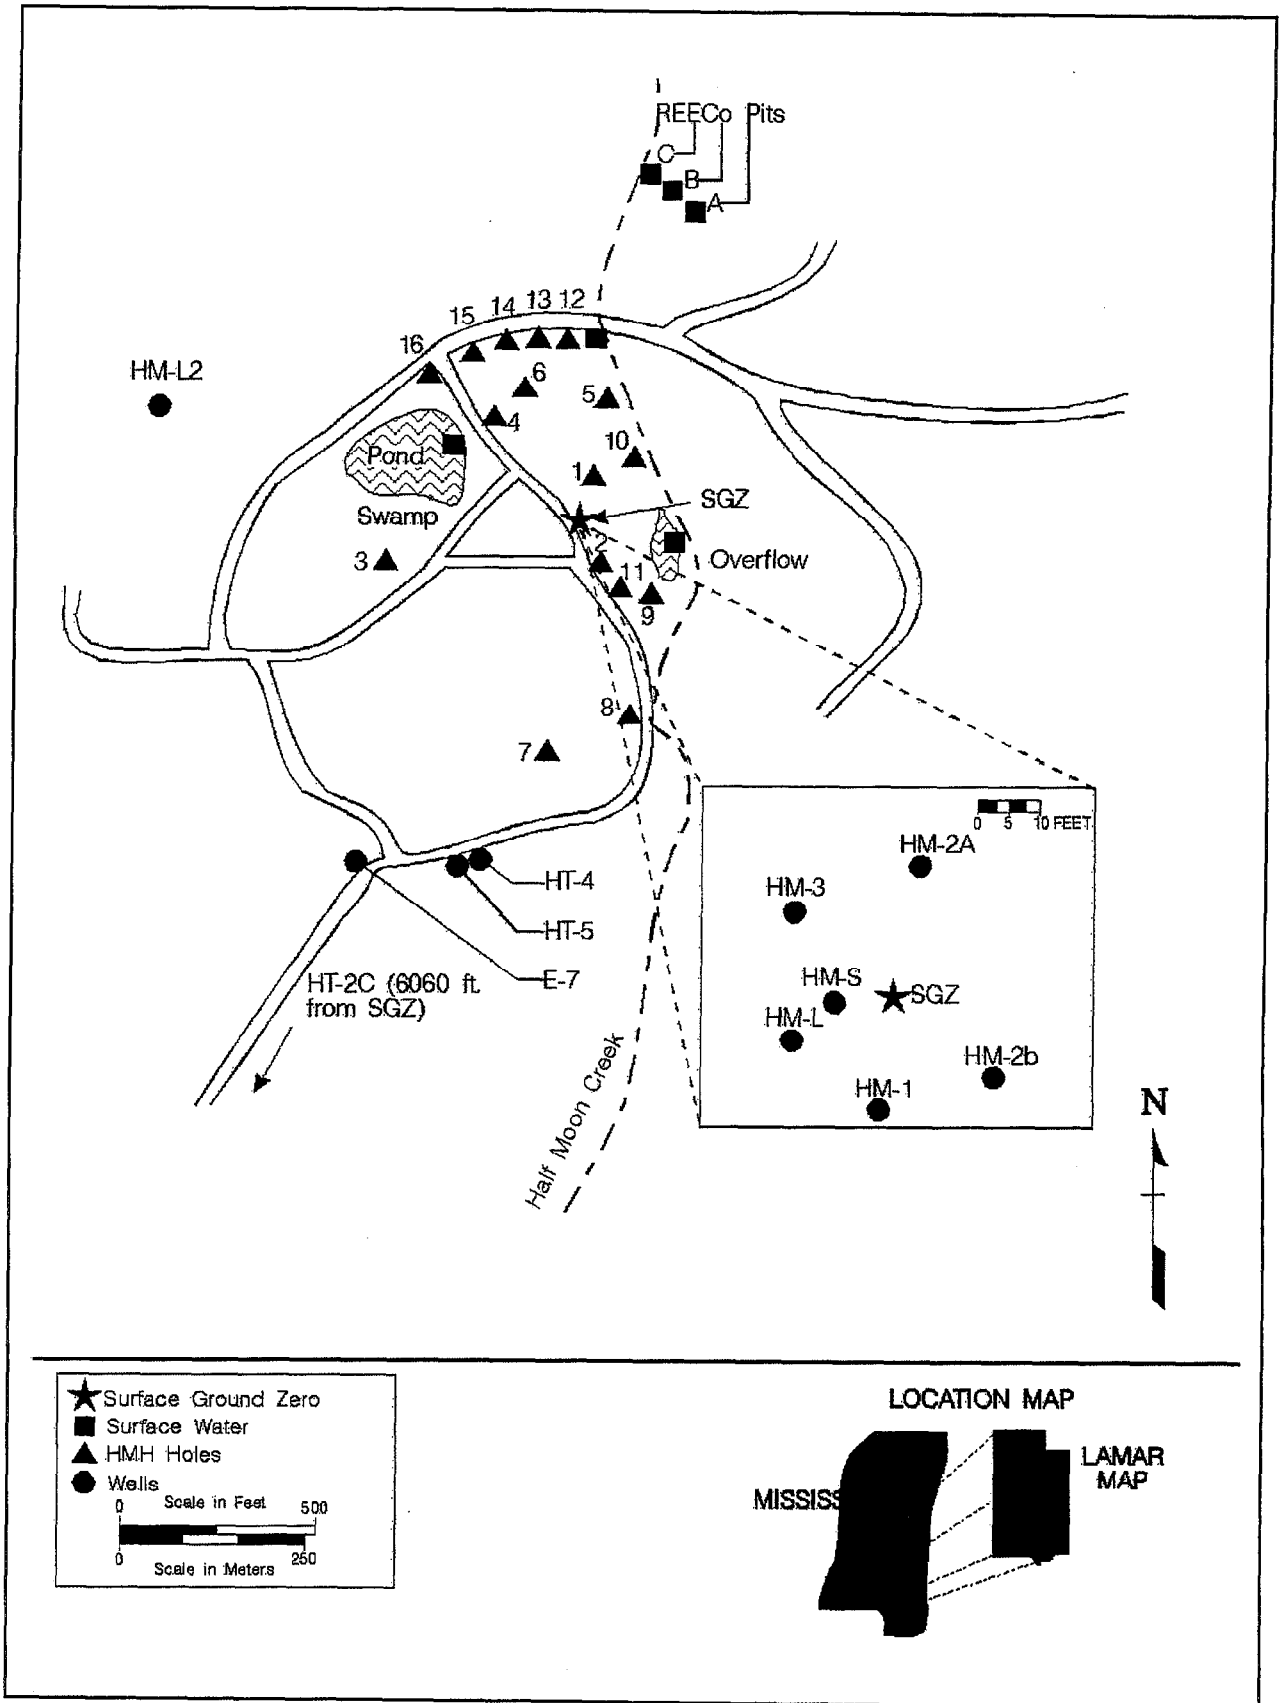 REECo Pits
C
B
A
15 14 13 12
16
HM-L2
6
5
4
Pond
10
1
SGZ
Swamp
2
3
Overflow
11
9
8
7
0 5 10 FEET
HM-2A
HT-4
HM-3
HT-5
E-7
HT-2C (6060 ft.
from SGZ)
HM-S
SGZ
HM-L
HM-2b
HM-1
Half Moon Creek
N
Surface Ground Zero
Surface Water
HMH Holes
Wells
0 Scale in Feet 500
0 250
Scale in Meters
LOCATION MAP
LAMAR
MAP
MISSISS